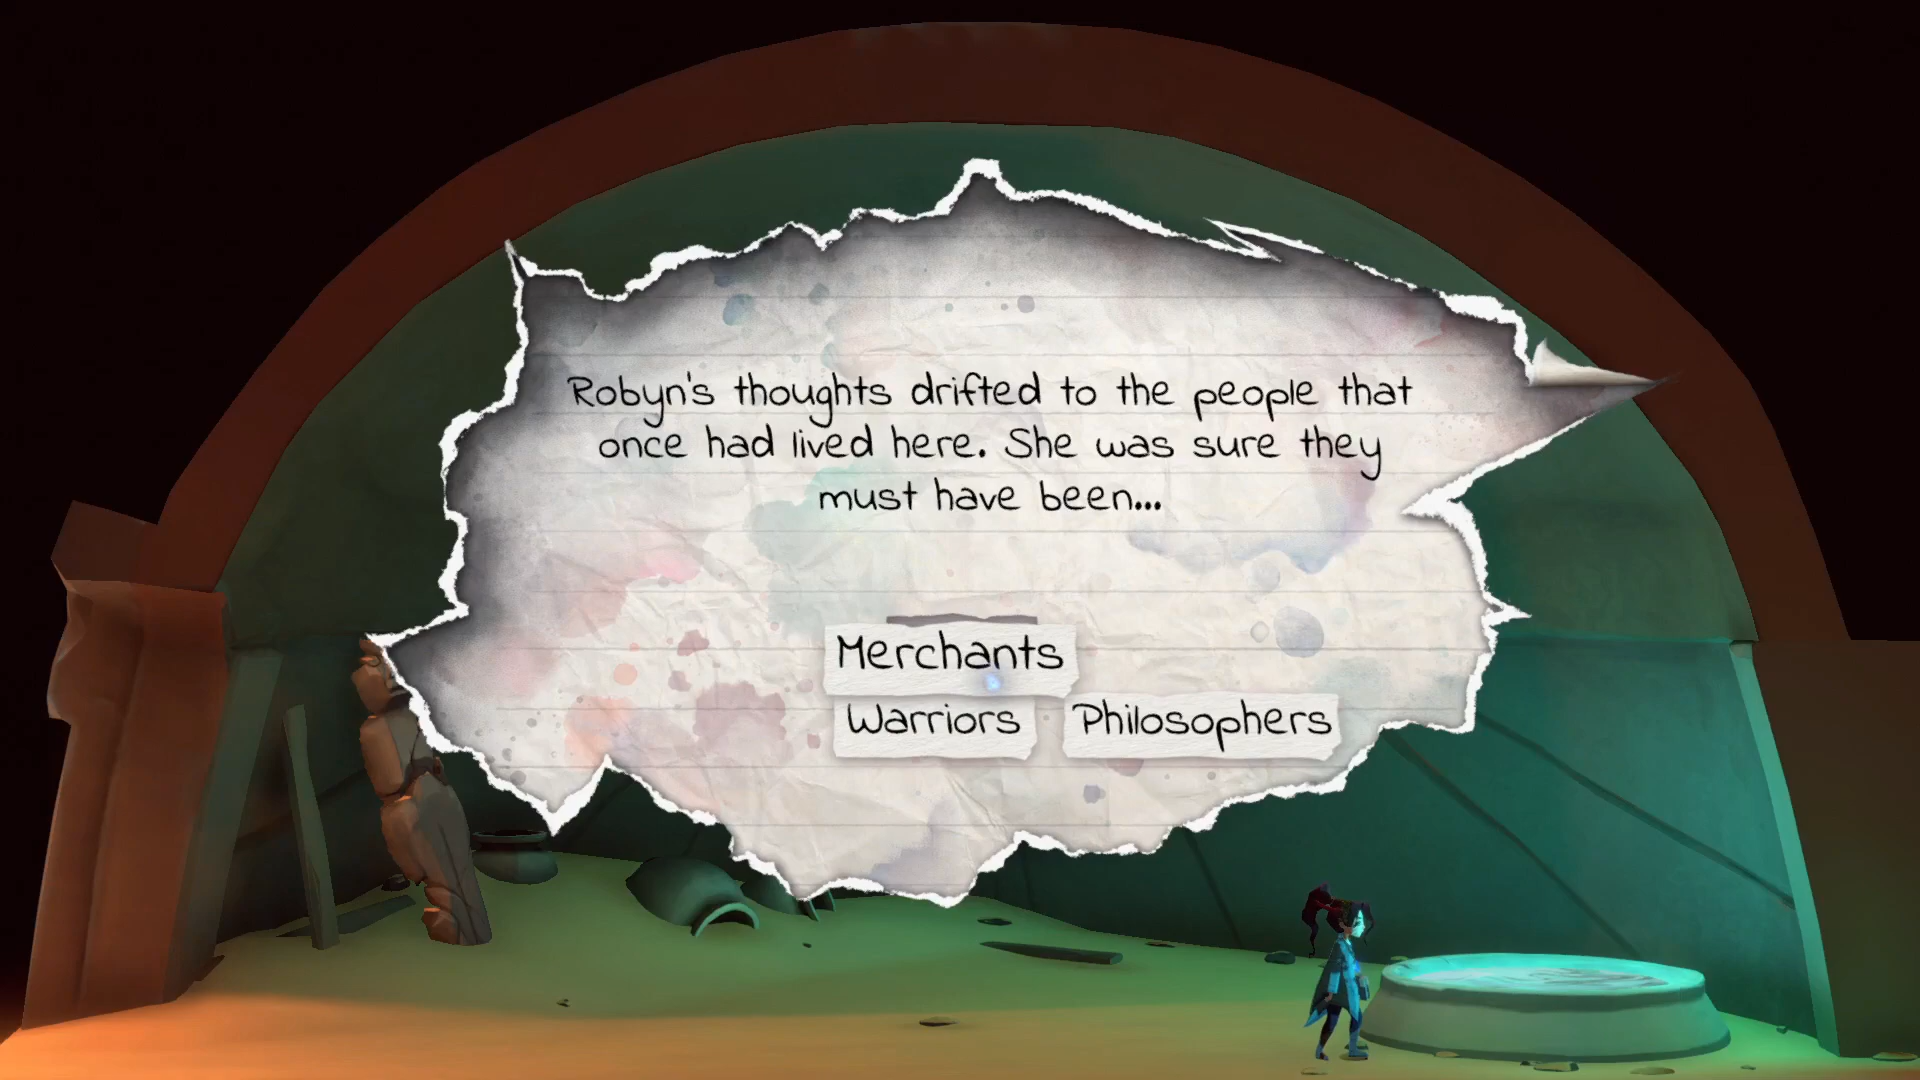 Robyn's thoughts drifted to the people that
once had lived here. She was sure they
must have been...
Merchants
Warriors Philosophers